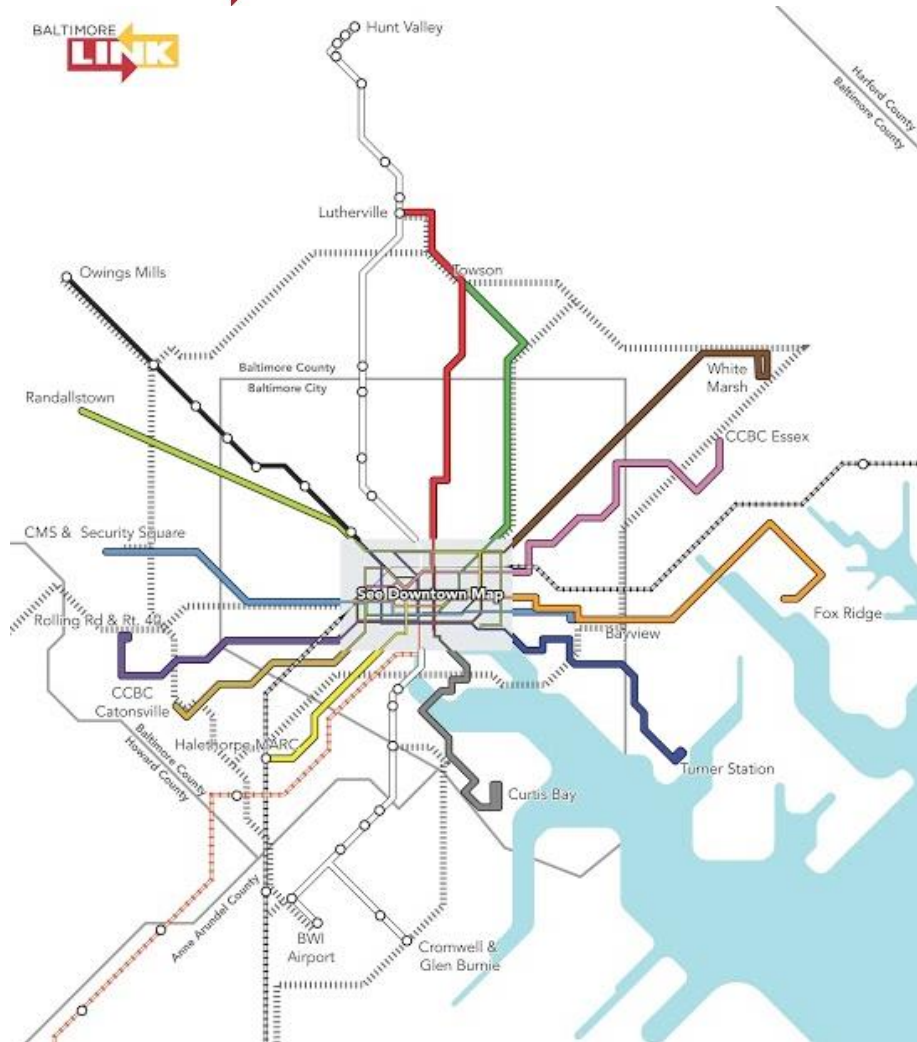 BALTIMORE
LINK
Hunt Valley
Harford County
Baltimore County
Lutherville
Towson
Owings Mills
Baltimore County
Baltimore City
White
Marsh
Randallstown
CCBC Essex
CMS & Security Square
See Downtown Map
Fox Ridge
Rolling Rd & Rt. 40
Bayview
CCBC
Catonsville
Baltimore County
Howard County
Halethorpe MARC
Turner Station
Curtis Bay
Anne Arundel County
BWI
Airport
Cromwell &
Glen Burnie